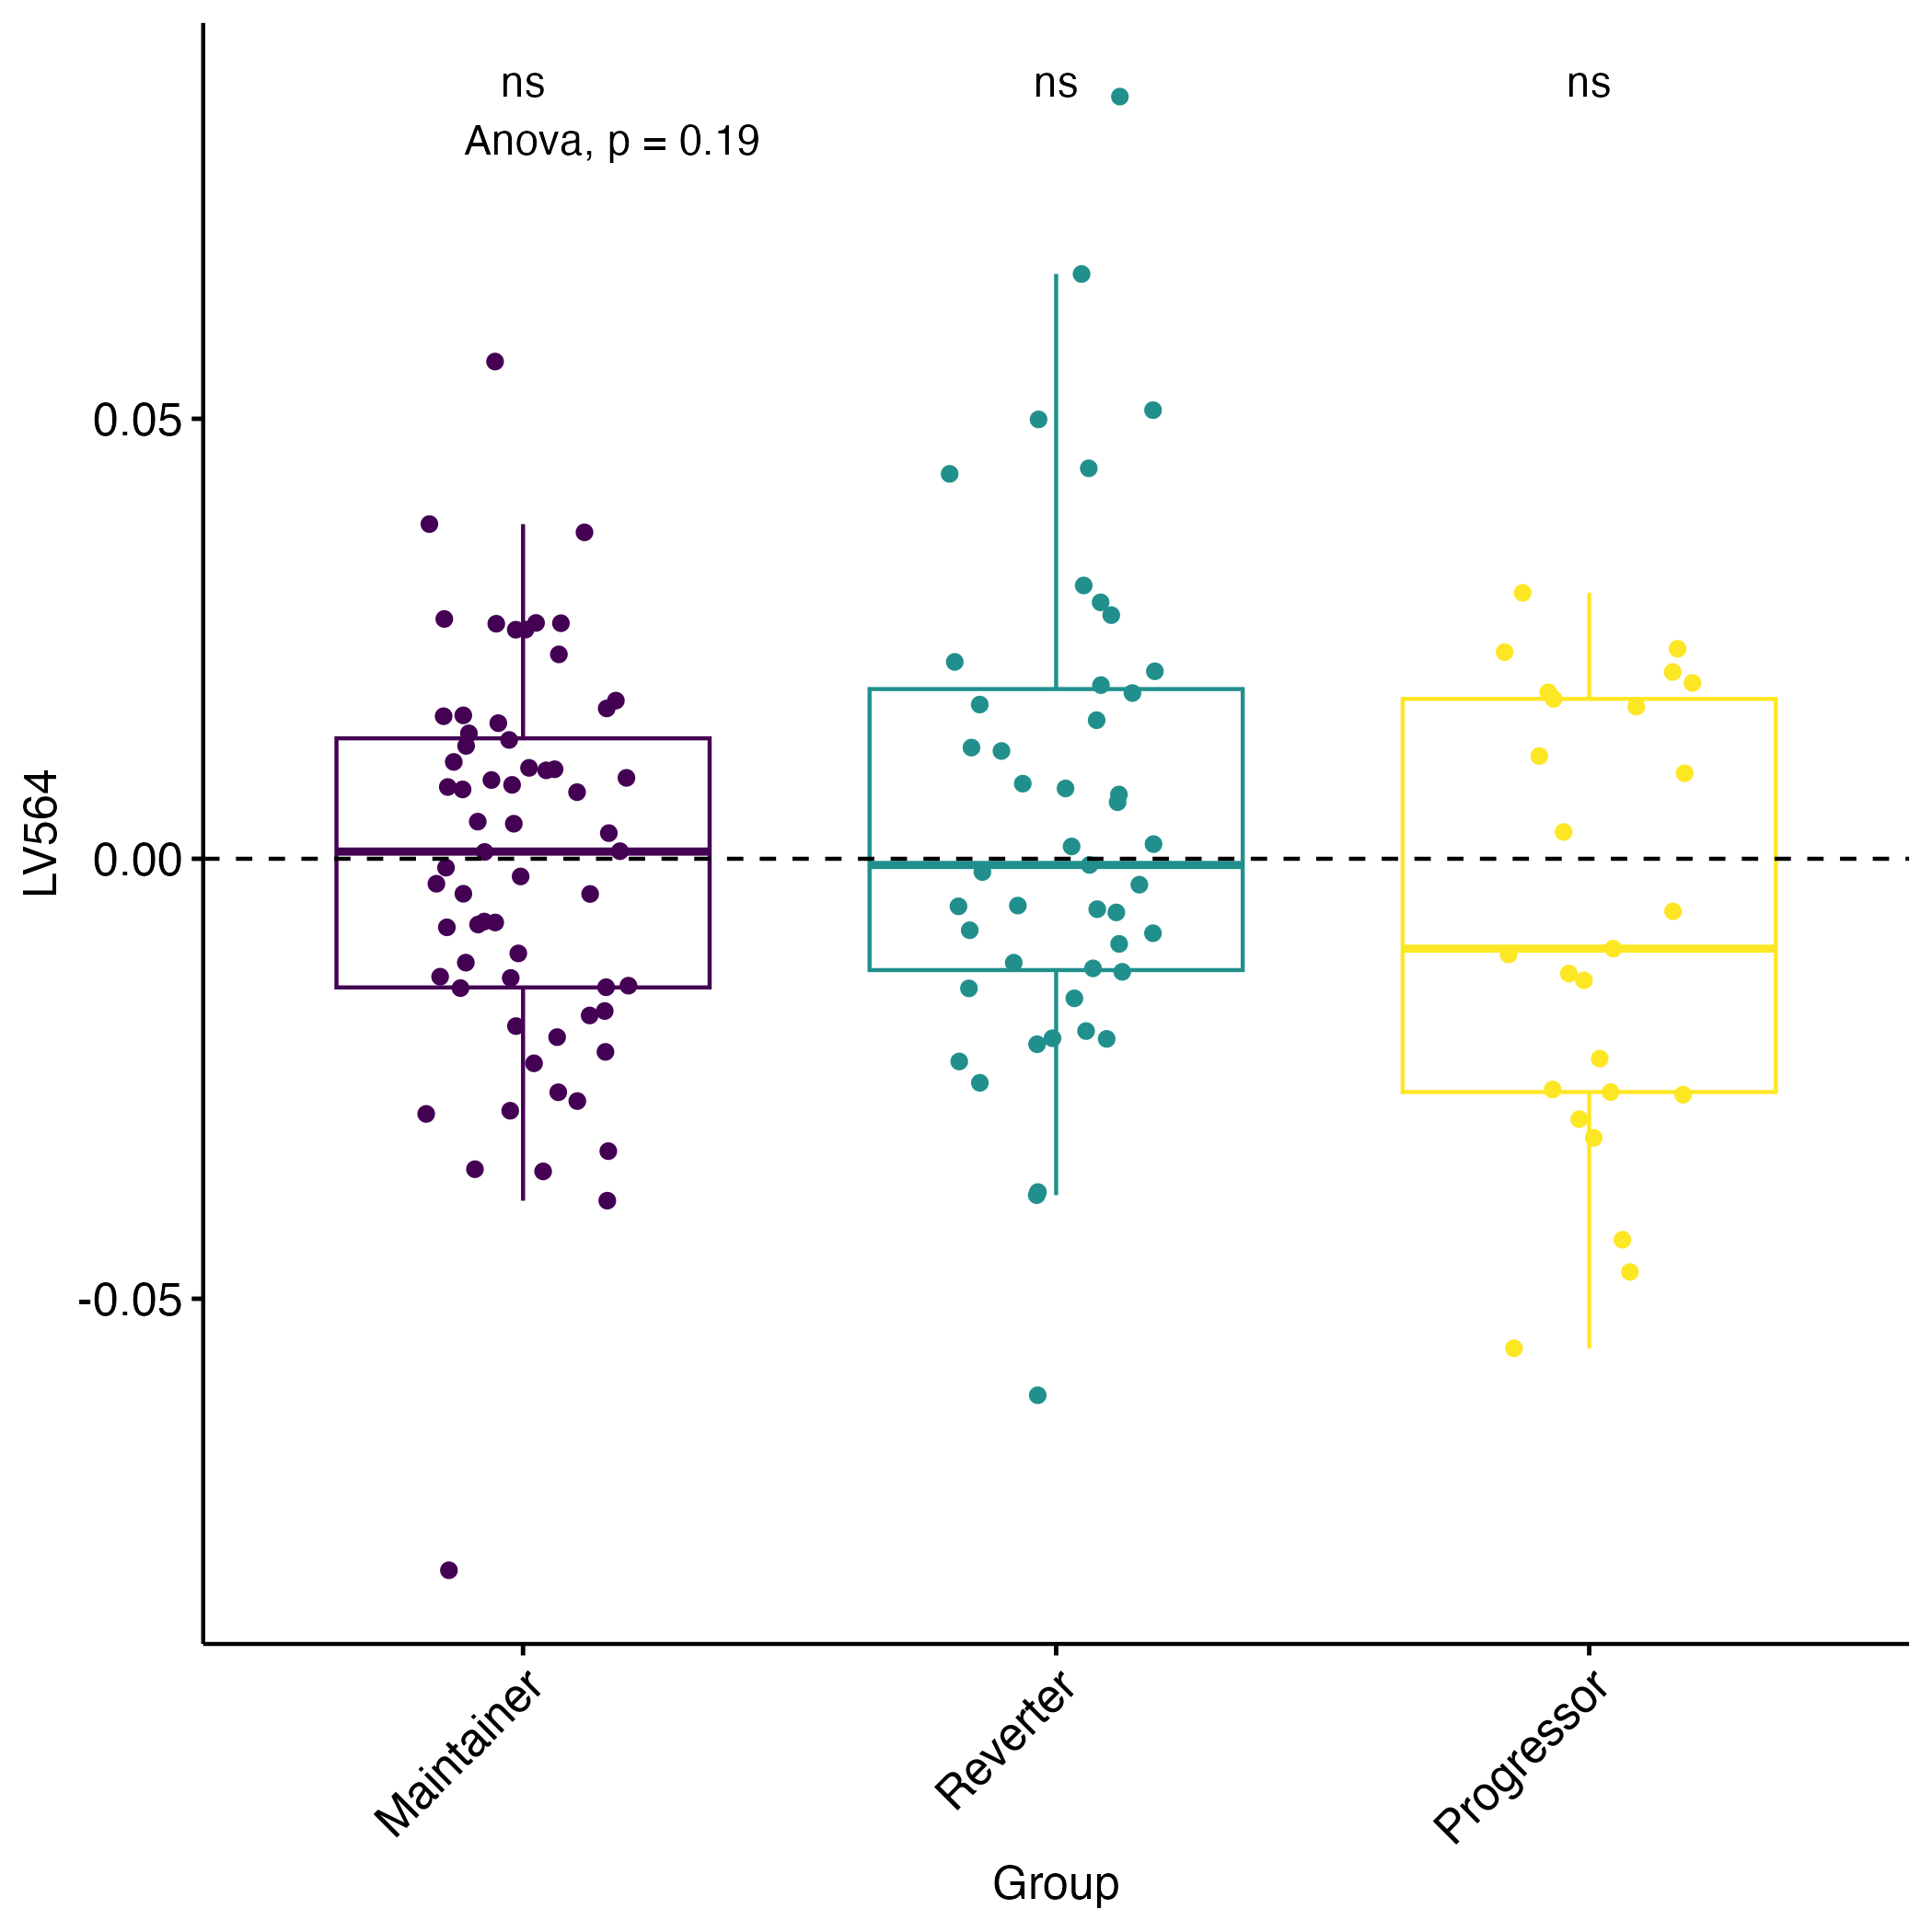 ns ns ns
Anova, p = 0.19
0.05
0.00
-0.05
LV564
Maintainer
Reverter
Progressor
Group